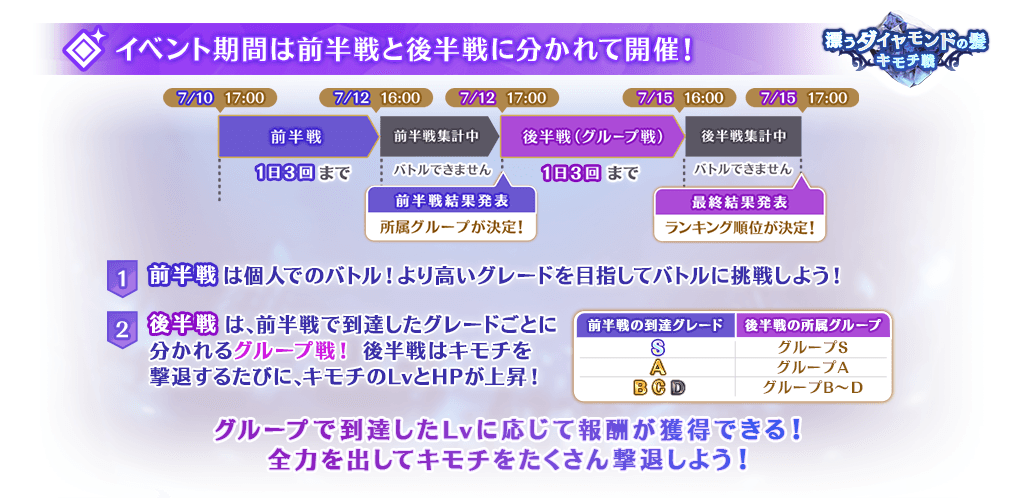 イベント期間は前半戦と後半戦に分かれて開催！
漂うダイヤモンドの髪
キモチ戦
7/10 17:00
7/12 16:00
7/12 17:00
7/15 16:00
7/15 17:00
前半戦
前半戦集計中
後半戦(グループ戦)
後半戦集計中
1日3回 まで
バトルできません
1日3回 まで
バトルできません
前半戦結果発表
所属グループが決定！
最終結果発表
ランキング順位が決定！
1 前半戦 は個人でのバトル！より高いグレードを目指してバトルに挑戦しよう！
2 後半戦 は、前半戦で到達したグレードごとに
分かれるグループ戦！ 後半戦はキモチを
撃退するたびに、キモチのLvとHPが上昇！
前半戦の到達グレード 後半戦の所属グループ
S グループS
A グループA
B C D グループB～D
グループで到達したLvに応じて報酬が獲得できる！
全力を出してキモチをたくさん撃退しよう！